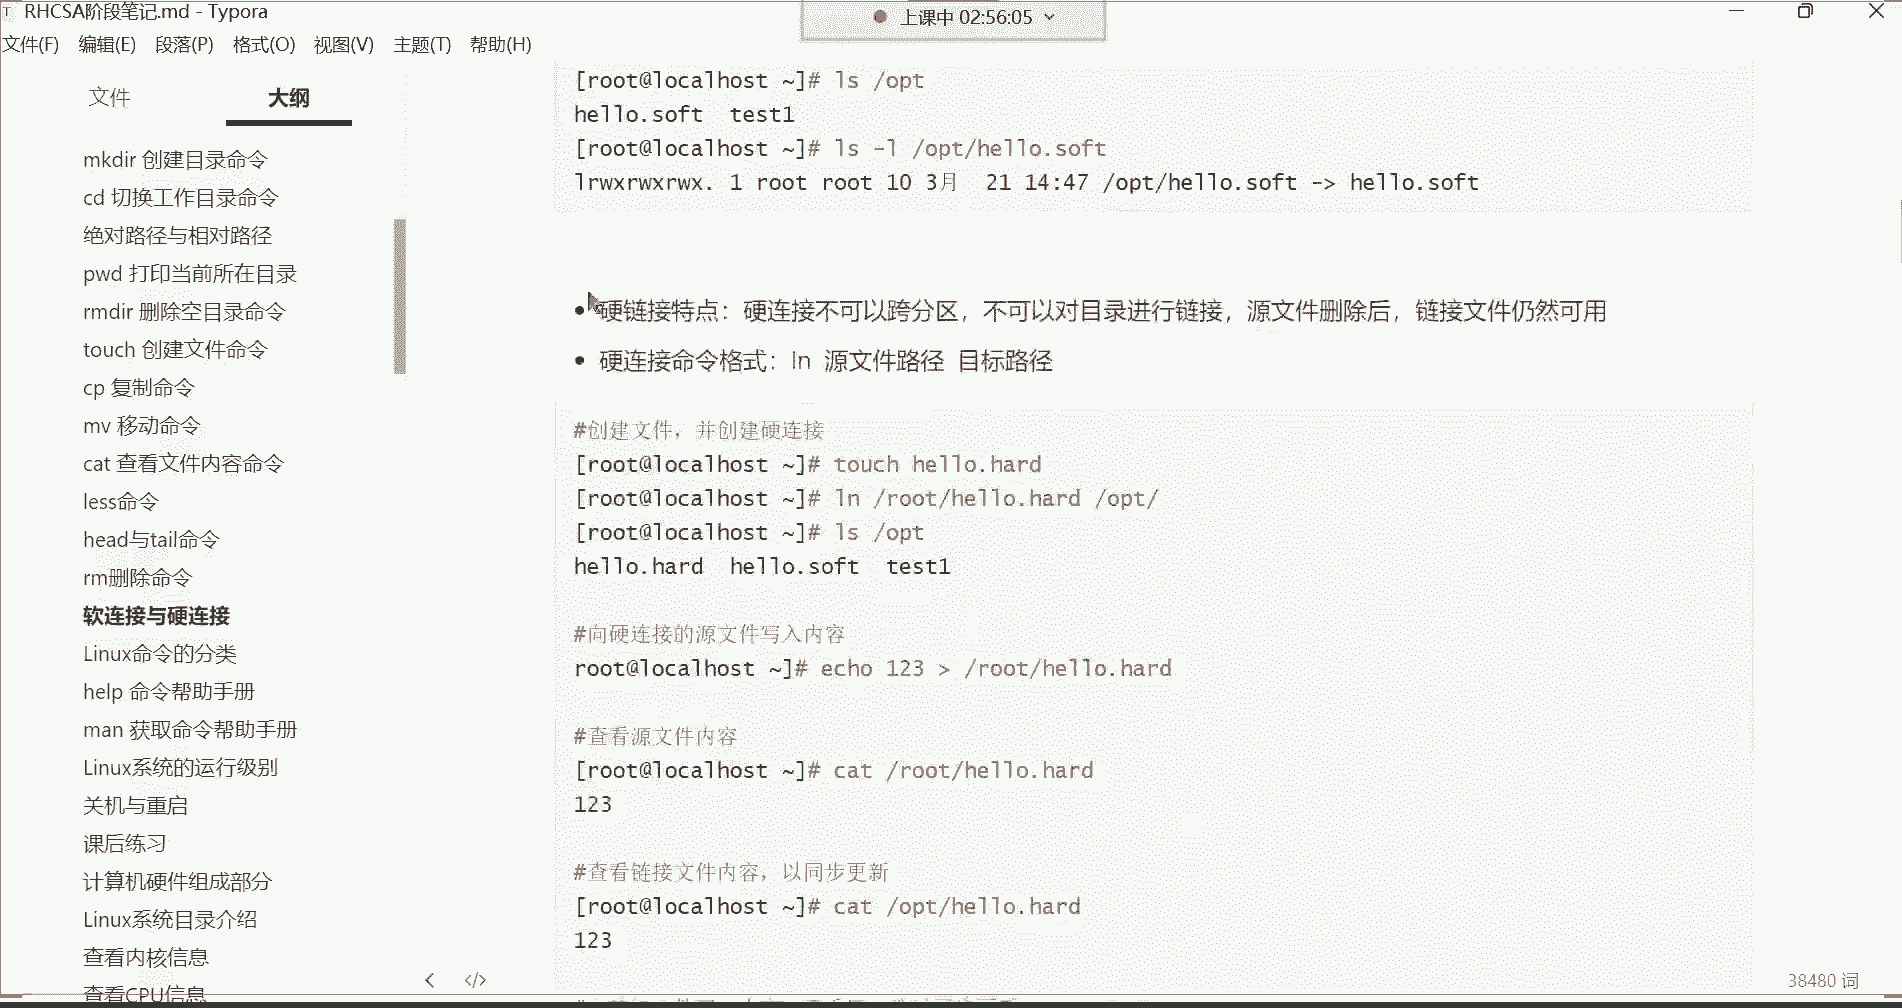 RHCSA阶段笔记.md - Typora
上课中 02:56:05
文件(F) 编辑(E) 段落(P) 格式(O) 视图(V) 主题(T) 帮助(H)
文件 大纲
mkdir 创建目录命令
cd 切换工作目录命令
绝对路径与相对路径
pwd 打印当前所在目录
rmdir 删除空目录命令
touch 创建文件命令
cp 复制命令
mv 移动命令
cat 查看文件内容命令
less命令
head与tail命令
rm删除命令
软连接与硬连接
Linux命令的分类
help 命令帮助手册
man 获取命令帮助手册
Linux系统的运行级别
关机与重启
课后练习
计算机硬件组成部分
Linux系统目录介绍
查看内核信息
查看CPU信息
[root@localhost ~]# ls /opt
hello.soft test1
[root@localhost ~]# ls -l /opt/hello.soft
lrwxrwxrwx. 1 root root 10 3月 21 14:47 /opt/hello.soft -> hello.soft
• 硬链接特点：硬连接不可以跨分区，不可以对目录进行链接，源文件删除后，链接文件仍然可用
• 硬连接命令格式：ln 源文件路径 目标路径
#创建文件，并创建硬连接
[root@localhost ~]# touch hello.hard
[root@localhost ~]# ln /root/hello.hard /opt/
[root@localhost ~]# ls /opt
hello.hard hello.soft test1
#向硬连接的源文件写入内容
root@localhost ~]# echo 123 > /root/hello.hard
#查看源文件内容
[root@localhost ~]# cat /root/hello.hard
123
#查看链接文件内容，以同步更新
[root@localhost ~]# cat /opt/hello.hard
123
38480 词